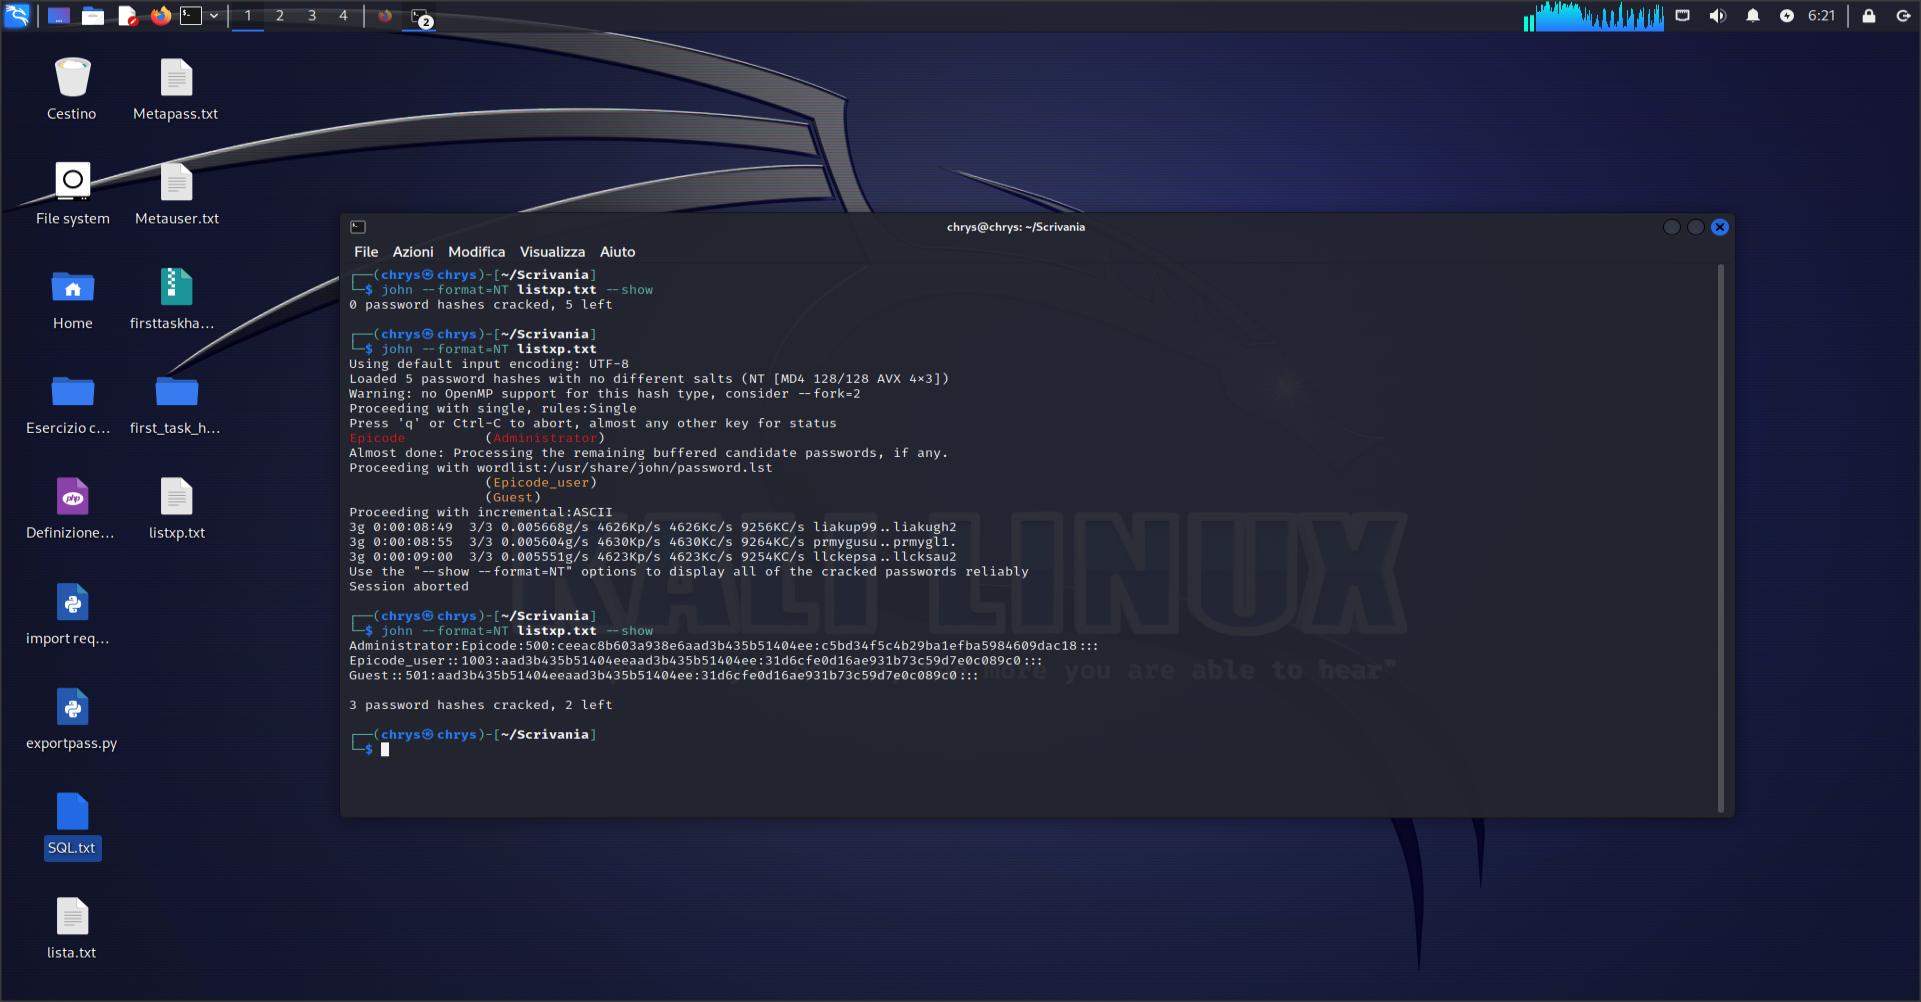 1 2 3 4
2
6:21
Cestino
Metapass.txt
File system
Metauser.txt
Home
firsttaskha...
Esercizio c...
first_task_h...
php
Definizione...
listxp.txt
import req...
exportpass.py
SQL.txt
lista.txt
chrys@chrys: ~/Scrivania
File Azioni Modifica Visualizza Aiuto
┌──(chrys㉿chrys)-[~/Scrivania]
└─$ john --format=NT listxp.txt --show
0 password hashes cracked, 5 left
┌──(chrys㉿chrys)-[~/Scrivania]
└─$ john --format=NT listxp.txt
Using default input encoding: UTF-8
Loaded 5 password hashes with no different salts (NT [MD4 128/128 AVX 4×3])
Warning: no OpenMP support for this hash type, consider --fork=2
Proceeding with single, rules:Single
Press 'q' or Ctrl-C to abort, almost any other key for status
Epicode (Administrator)
Almost done: Processing the remaining buffered candidate passwords, if any.
Proceeding with wordlist:/usr/share/john/password.lst
(Epicode_user)
(Guest)
Proceeding with incremental:ASCII
3g 0:00:08:49 3/3 0.005668g/s 4626Kp/s 4626Kc/s 9256KC/s liakup99..liakugh2
3g 0:00:08:55 3/3 0.005604g/s 4630Kp/s 4630Kc/s 9264KC/s prmygusu..prmygl1.
3g 0:00:09:00 3/3 0.005551g/s 4623Kp/s 4623Kc/s 9254KC/s llckepsa..llcksau2
Use the "--show --format=NT" options to display all of the cracked passwords reliably
Session aborted
┌──(chrys㉿chrys)-[~/Scrivania]
└─$ john --format=NT listxp.txt --show
Administrator:Epicode:500:ceeac8b603a938e6aad3b435b51404ee:c5bd34f5c4b29ba1efba5984609dac18:::
Epicode_user::1003:aad3b435b51404eeaad3b435b51404ee:31d6cfe0d16ae931b73c59d7e0c089c0:::
Guest::501:aad3b435b51404eeaad3b435b51404ee:31d6cfe0d16ae931b73c59d7e0c089c0:::
3 password hashes cracked, 2 left
┌──(chrys㉿chrys)-[~/Scrivania]
└─$
KALI LINUX
more you are able to hear"